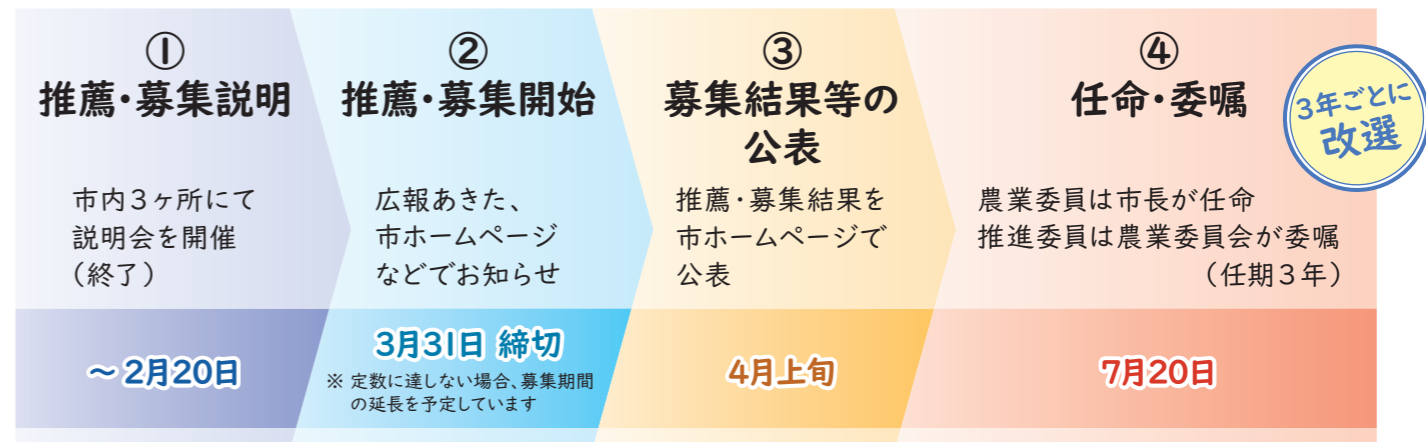 ①
推薦・募集説明
市内3ヶ所にて
説明会を開催
（終了）
～2月20日
②
推薦・募集開始
広報あきた、
市ホームページ
などでお知らせ
3月31日 締切
※ 定数に達しない場合、募集期間
の延長を予定しています
③
募集結果等の
公表
推薦・募集結果を
市ホームページで
公表
4月上旬
④
任命・委嘱
農業委員は市長が任命
推進委員は農業委員会が委嘱
（任期3年）
7月20日
3年ごとに
改選